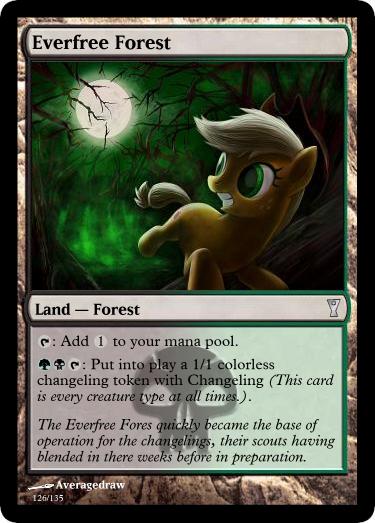 Everfree Forest
Land — Forest
: Add 1 to your mana pool.
: Put into play a 1/1 colorless
changeling token with Changeling (This card
is every creature type at all times.).
The Everfree Fores quickly became the base of
operation for the changelings, their scouts having
blended in there weeks before in preparation.
Averagedraw
126/135